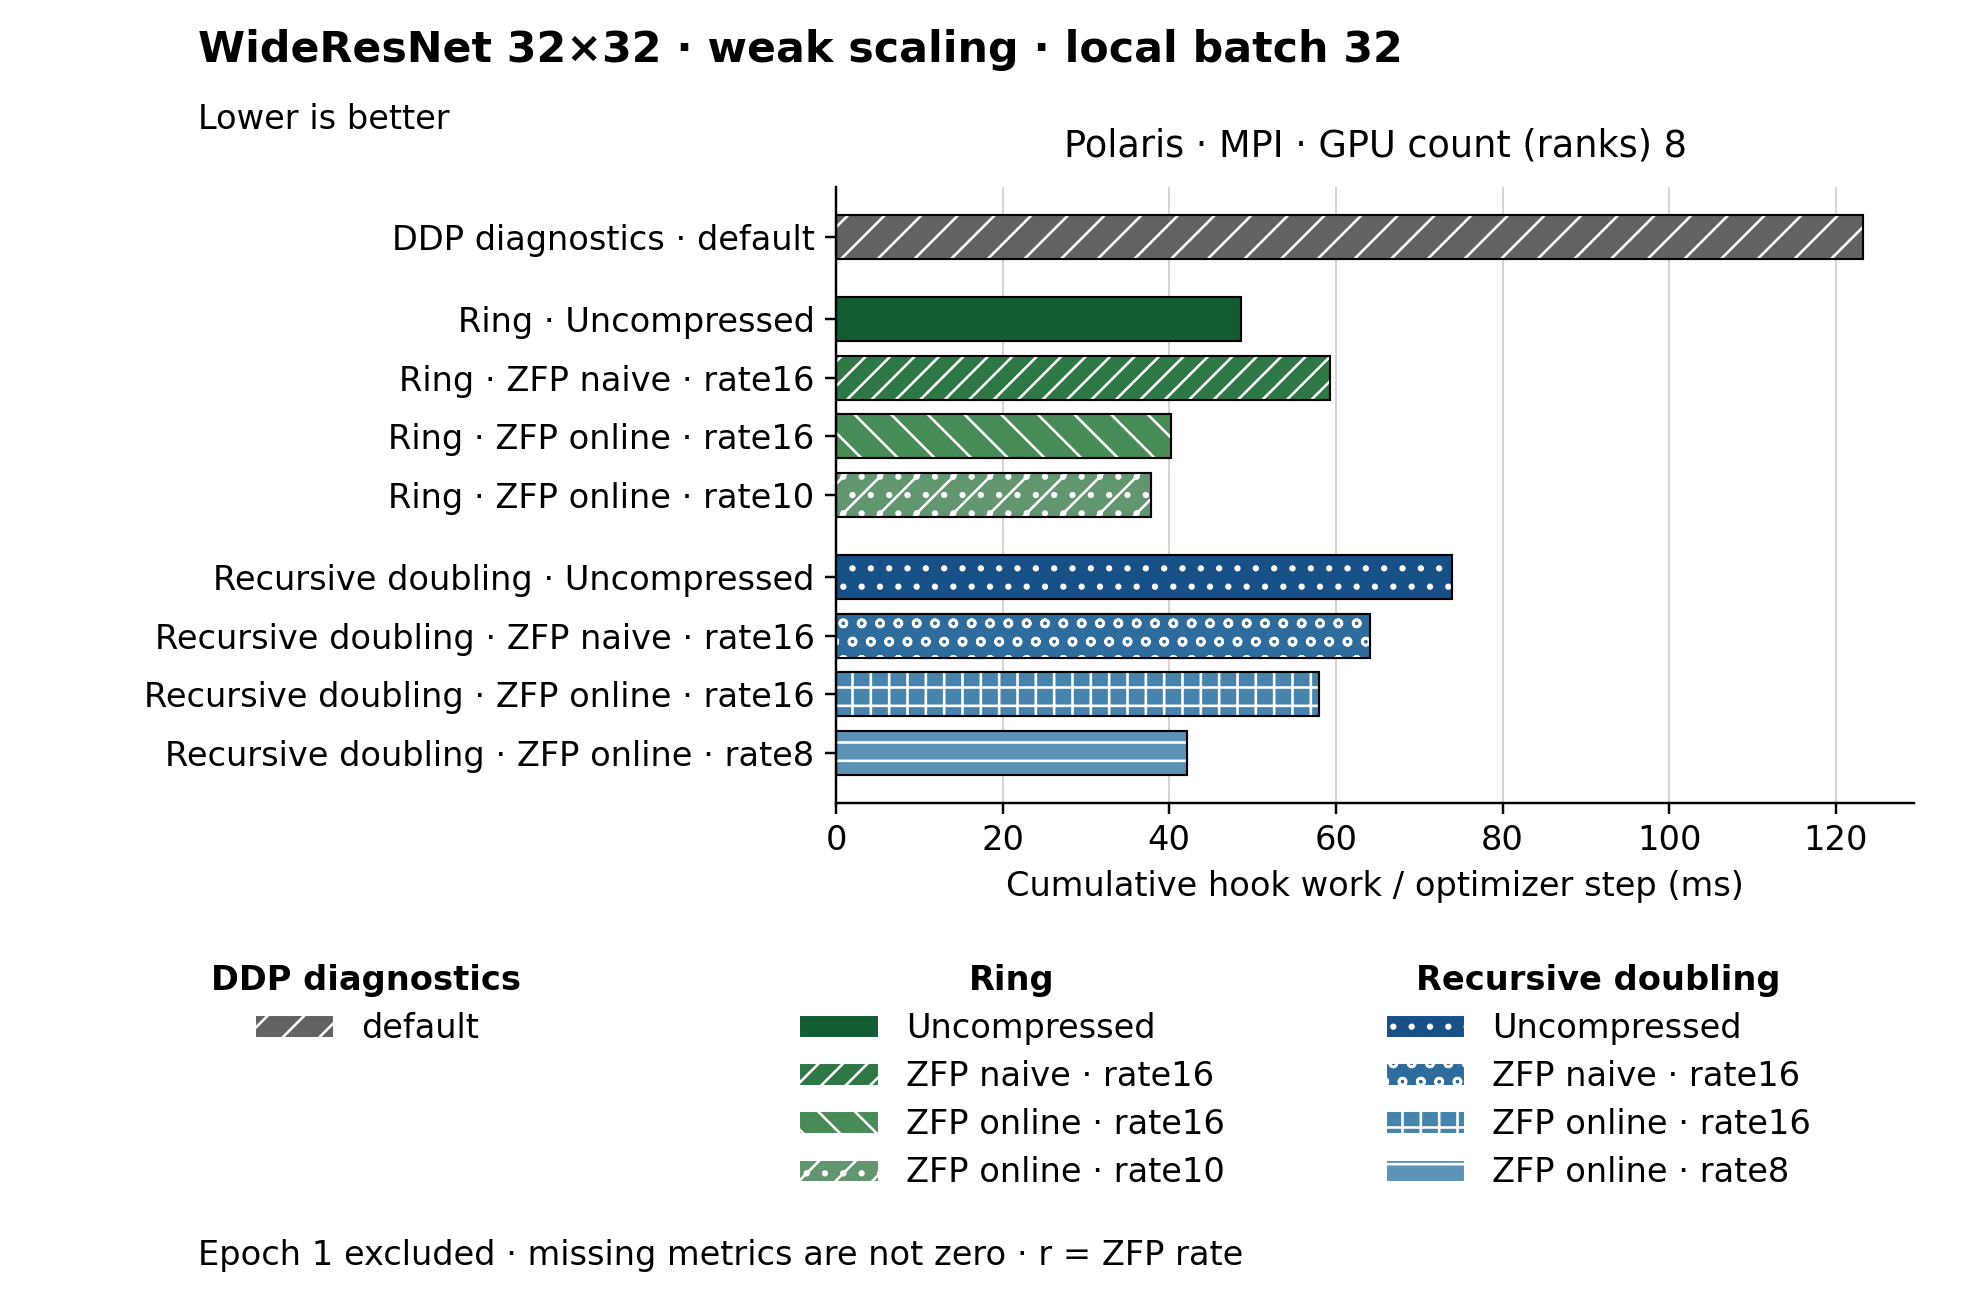 WideResNet 32×32 · weak scaling · local batch 32
Lower is better
Polaris · MPI · GPU count (ranks) 8
DDP diagnostics · default
Ring · Uncompressed
Ring · ZFP naive · rate16
Ring · ZFP online · rate16
Ring · ZFP online · rate10
Recursive doubling · Uncompressed
Recursive doubling · ZFP naive · rate16
Recursive doubling · ZFP online · rate16
Recursive doubling · ZFP online · rate8
0 20 40 60 80 100 120
Cumulative hook work / optimizer step (ms)
DDP diagnostics
default
Ring
Uncompressed
ZFP naive · rate16
ZFP online · rate16
ZFP online · rate10
Recursive doubling
Uncompressed
ZFP naive · rate16
ZFP online · rate16
ZFP online · rate8
Epoch 1 excluded · missing metrics are not zero · r = ZFP rate